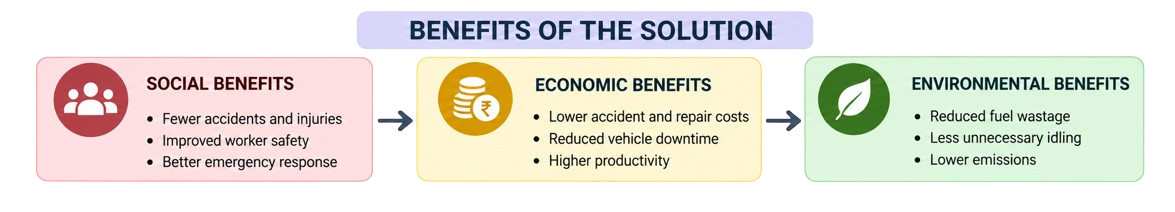 BENEFITS OF THE SOLUTION
SOCIAL BENEFITS
• Fewer accidents and injuries
• Improved worker safety
• Better emergency response
₹
ECONOMIC BENEFITS
• Lower accident and repair costs
• Reduced vehicle downtime
• Higher productivity
ENVIRONMENTAL BENEFITS
• Reduced fuel wastage
• Less unnecessary idling
• Lower emissions